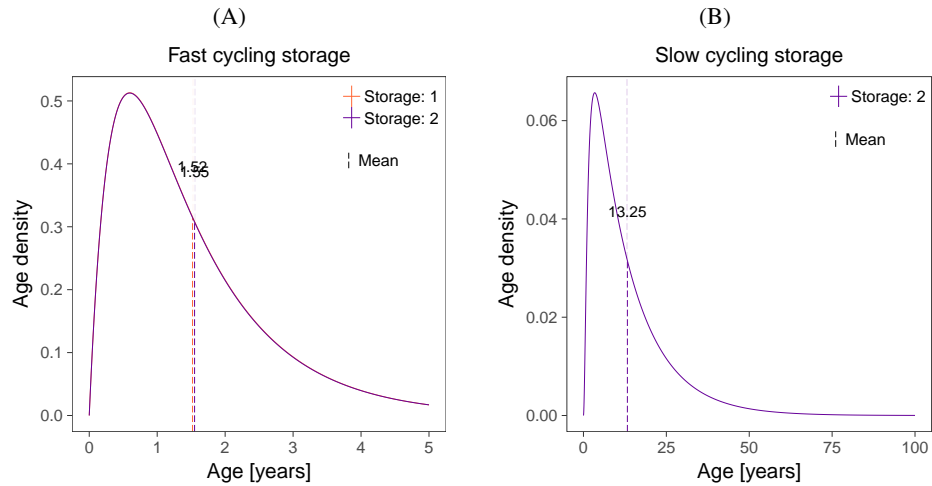 (A)
Fast cycling storage
Storage: 1
Storage: 2
Mean
1.52
1.55
Age density
0.5
0.4
0.3
0.2
0.1
0.0
0 1 2 3 4 5
Age [years]
(B)
Slow cycling storage
Storage: 2
Mean
13.25
Age density
0.06
0.04
0.02
0.00
0 25 50 75 100
Age [years]